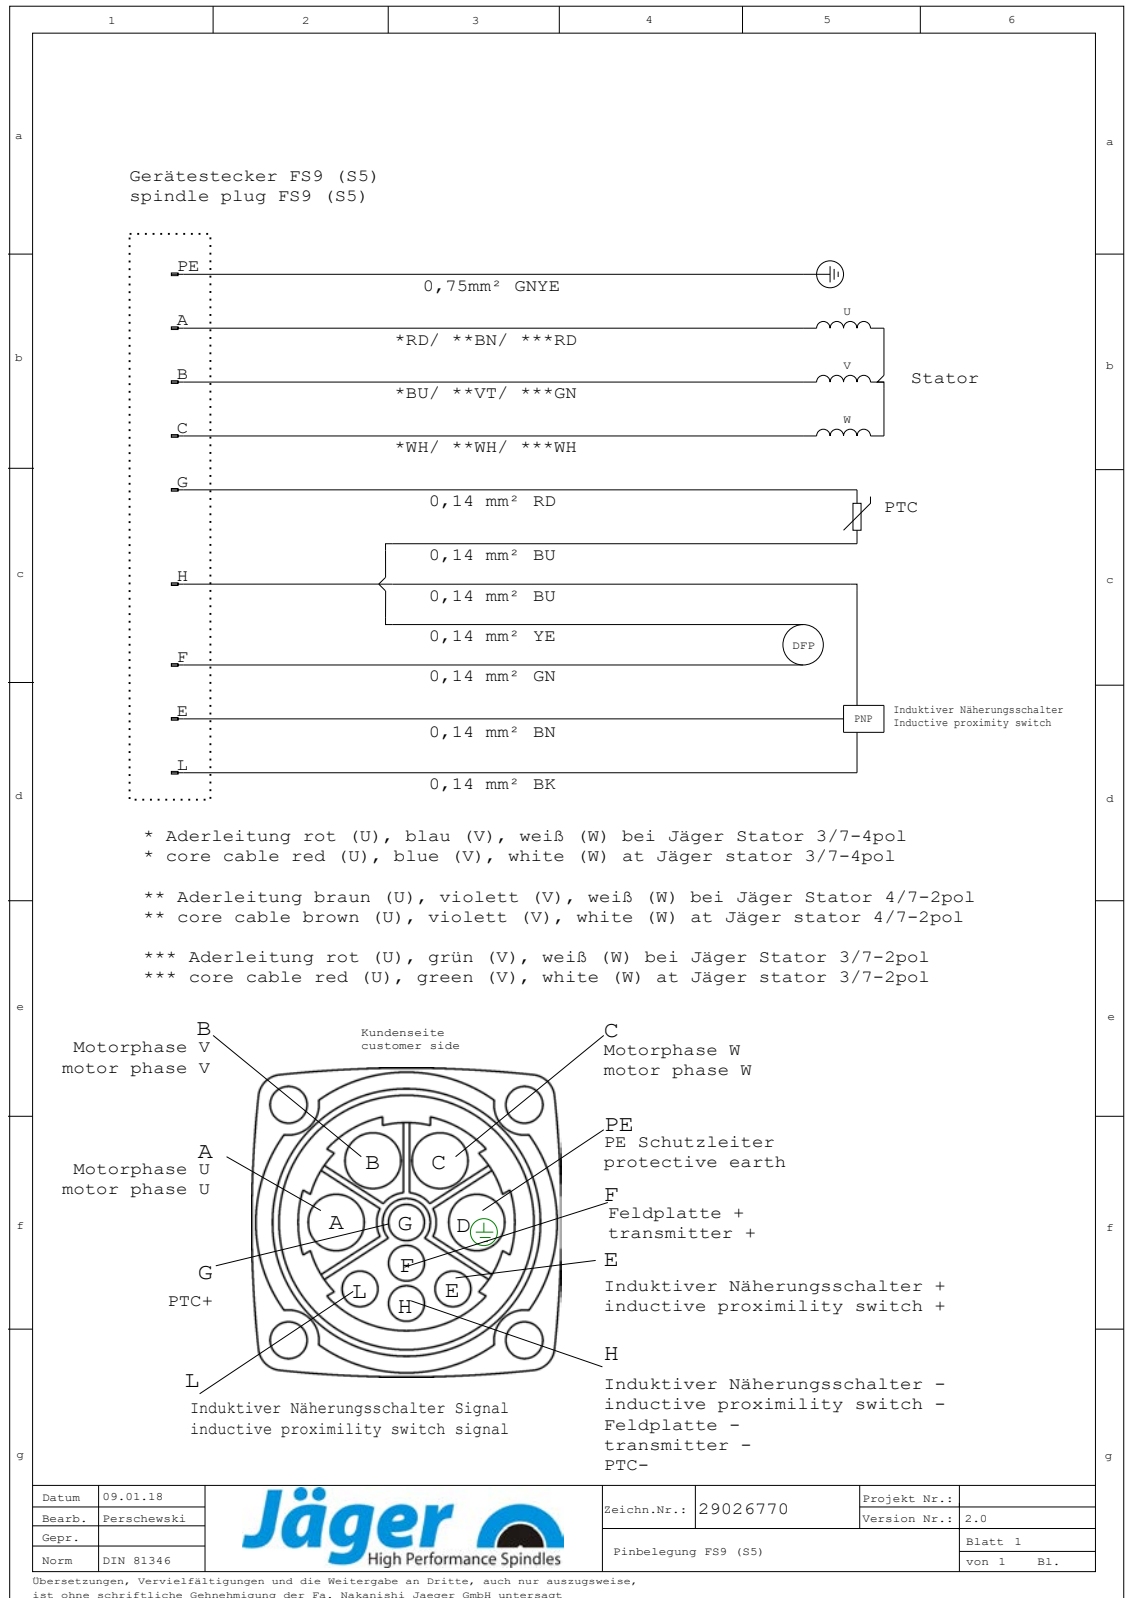 1 2 3 4 5 6
a a
Gerätestecker FS9 (S5)
spindle plug FS9 (S5)
PE
0,75mm² GNYE
A
*RD/ **BN/ ***RD
U
b b
B
*BU/ **VT/ ***GN
V
Stator
C
*WH/ **WH/ ***WH
W
G
0,14 mm² RD
PTC
0,14 mm² BU
c c
H
0,14 mm² BU
0,14 mm² YE
DFP
F
0,14 mm² GN
E
0,14 mm² BN
PNP
Induktiver Näherungsschalter
Inductive proximity switch
L
0,14 mm² BK
d d
* Aderleitung rot (U), blau (V), weiß (W) bei Jäger Stator 3/7-4pol
* core cable red (U), blue (V), white (W) at Jäger stator 3/7-4pol
** Aderleitung braun (U), violett (V), weiß (W) bei Jäger Stator 4/7-2pol
** core cable brown (U), violett (V), white (W) at Jäger stator 4/7-2pol
*** Aderleitung rot (U), grün (V), weiß (W) bei Jäger Stator 3/7-2pol
*** core cable red (U), green (V), white (W) at Jäger stator 3/7-2pol
e e
B
Motorphase V
motor phase V
Kundenseite
customer side
C
Motorphase W
motor phase W
PE
PE Schutzleiter
protective earth
A
Motorphase U
motor phase U
B
C
A
G
D
F
L
E
H
F
Feldplatte +
transmitter +
f f
G
PTC+
E
Induktiver Näherungsschalter +
inductive proximility switch +
H
Induktiver Näherungsschalter -
inductive proximility switch -
Feldplatte -
transmitter -
PTC-
L
Induktiver Näherungsschalter Signal
inductive proximility switch signal
g g
Datum 09.01.18
Bearb. Perschewski
Gepr.
Norm DIN 81346
Jäger
High Performance Spindles
Zeichn.Nr.: 29026770
Projekt Nr.:
Version Nr.: 2.0
Pinbelegung FS9 (S5)
Blatt 1
von 1 Bl.
Übersetzungen, Vervielfältigungen und die Weitergabe an Dritte, auch nur auszugsweise,
ist ohne schriftliche Gehnehmigung der Fa. Nakanishi Jaeger GmbH untersagt